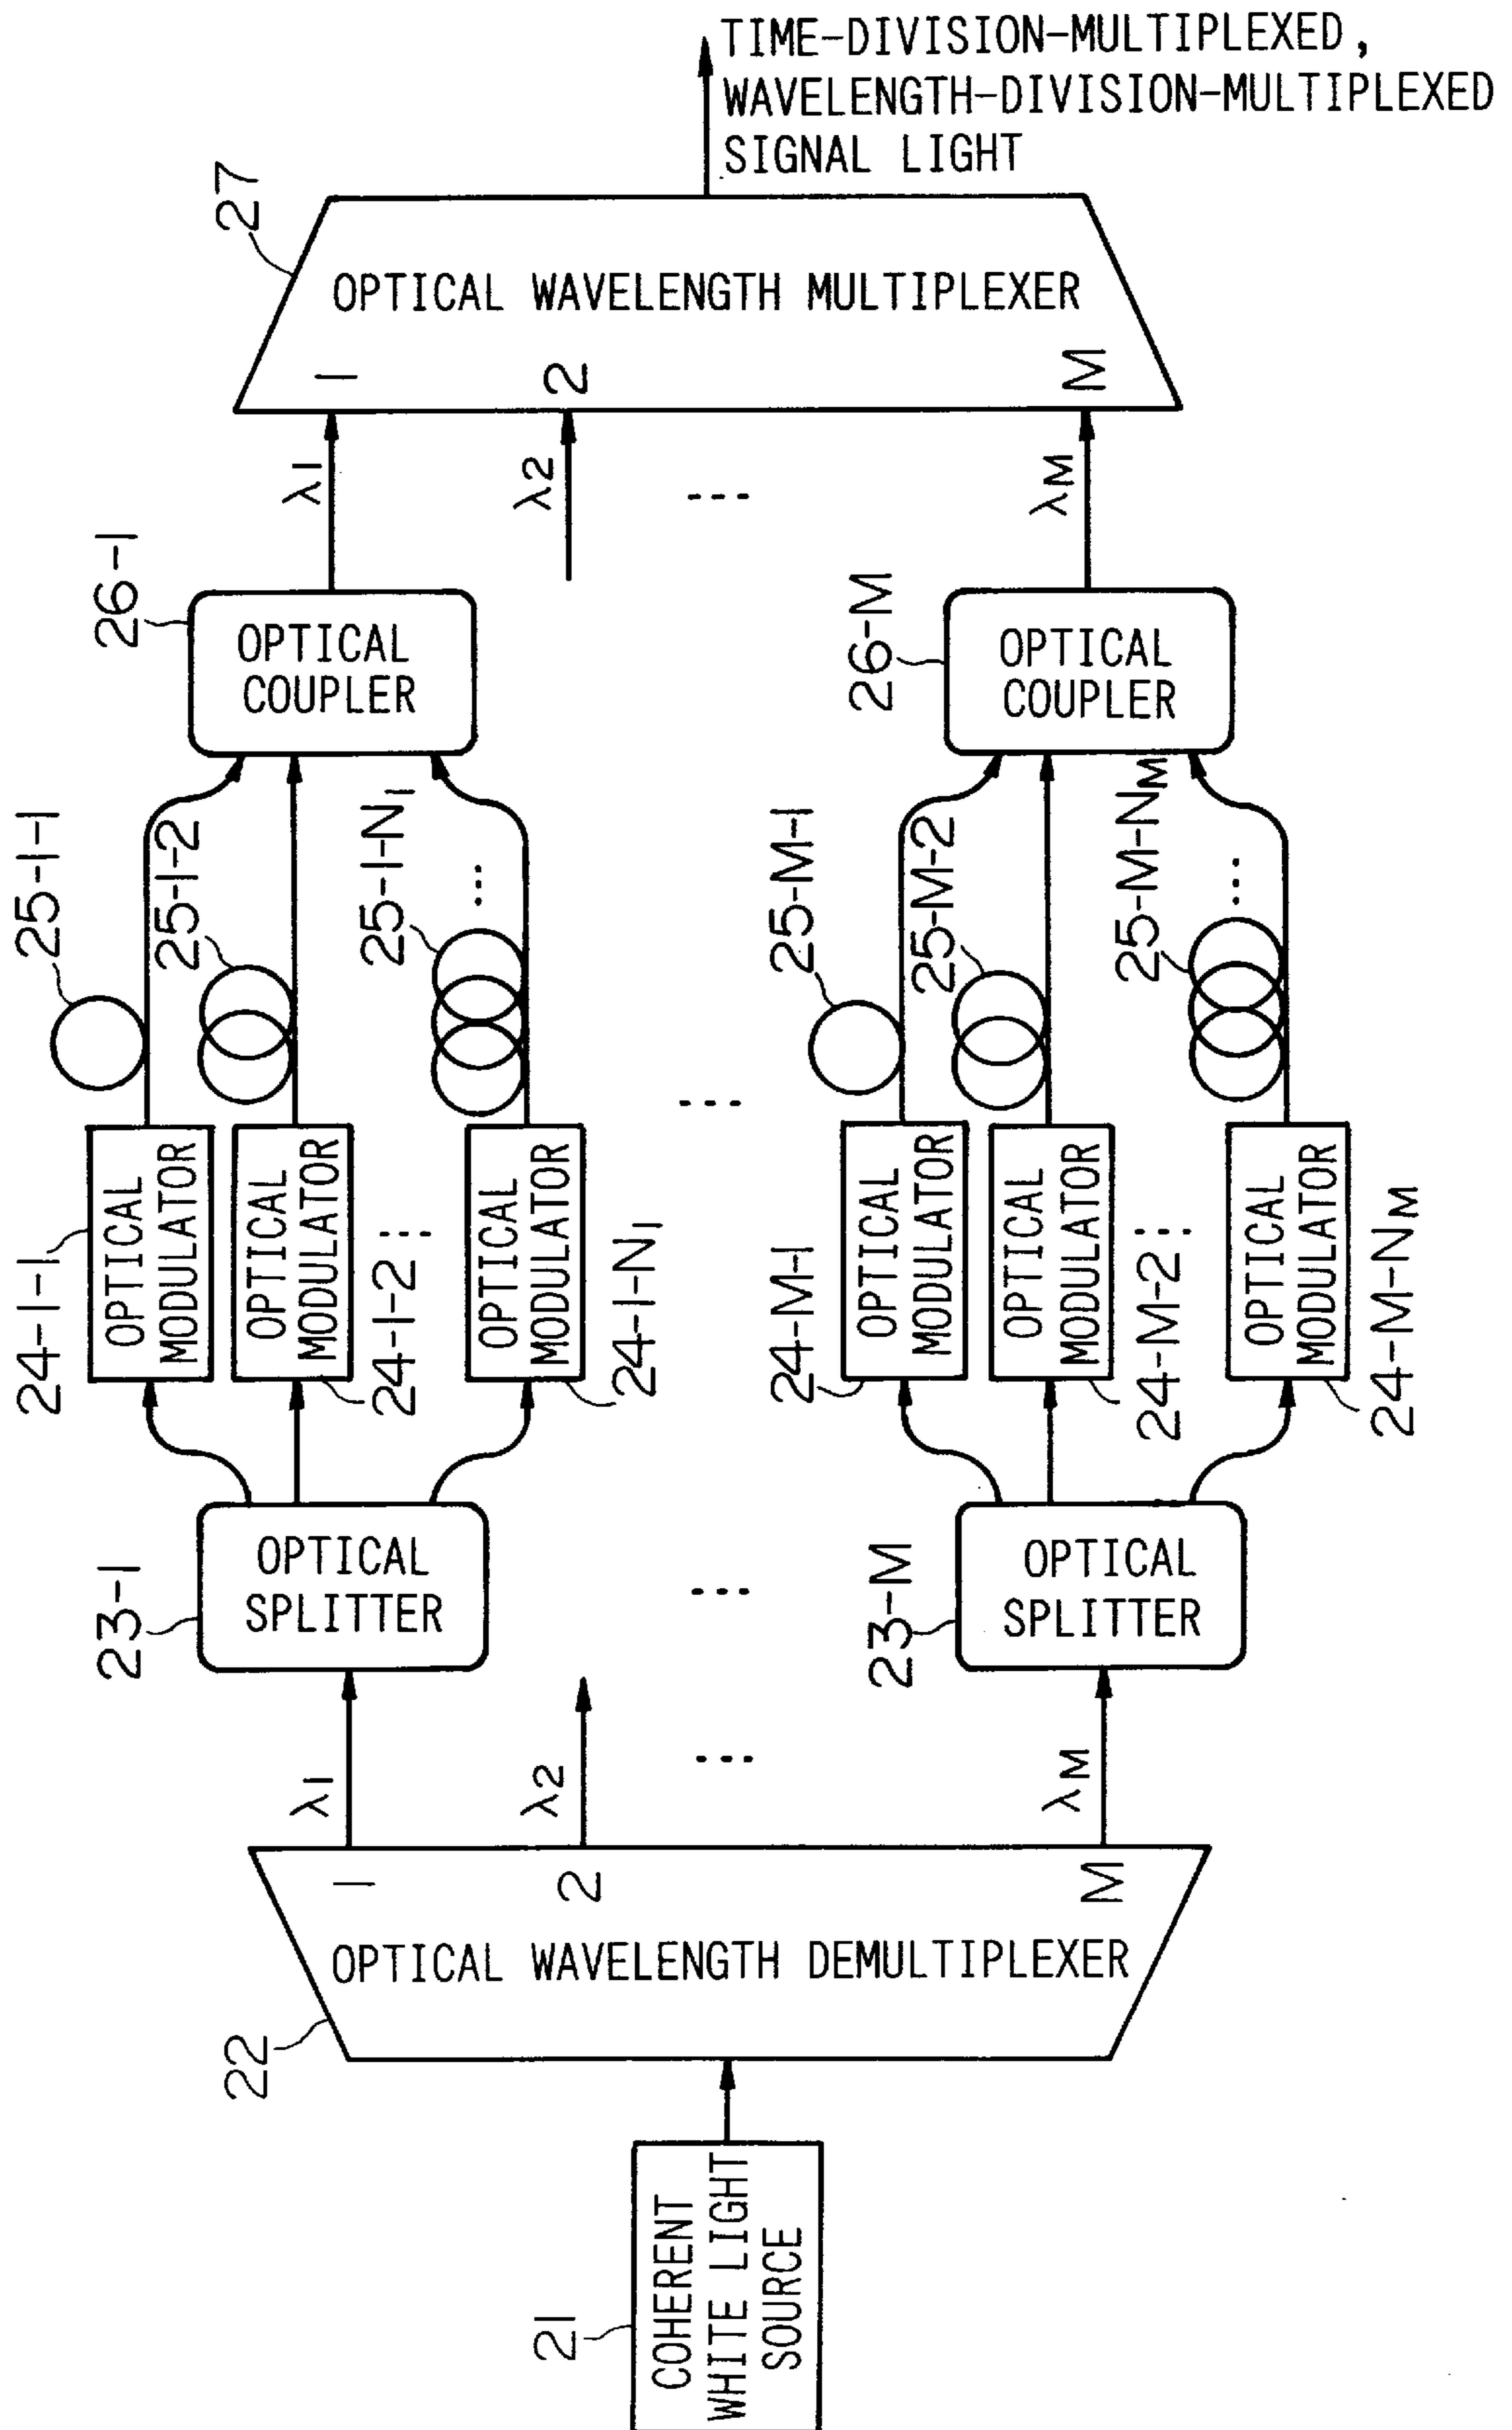 TIME-DIVISION-MULTIPLEXED,
WAVELENGTH-DIVISION-MULTIPLEXED
SIGNAL LIGHT
27
OPTICAL WAVELENGTH MULTIPLEXER
1
2
M
λ1
λ2
...
λM
26-1
OPTICAL
COUPLER
26-M
OPTICAL
COUPLER
25-1-1
25-1-2
25-1-N1
...
25-M-1
25-M-2
25-M-NM
...
...
24-1-1
OPTICAL
MODULATOR
OPTICAL
MODULATOR
24-1-2
...
OPTICAL
MODULATOR
24-1-N1
24-M-1
OPTICAL
MODULATOR
OPTICAL
MODULATOR
24-M-2
...
OPTICAL
MODULATOR
24-M-NM
23-1
OPTICAL
SPLITTER
...
23-M
OPTICAL
SPLITTER
λ1
λ2
...
λM
1
2
M
OPTICAL WAVELENGTH DEMULTIPLEXER
22
21
COHERENT
WHITE LIGHT
SOURCE